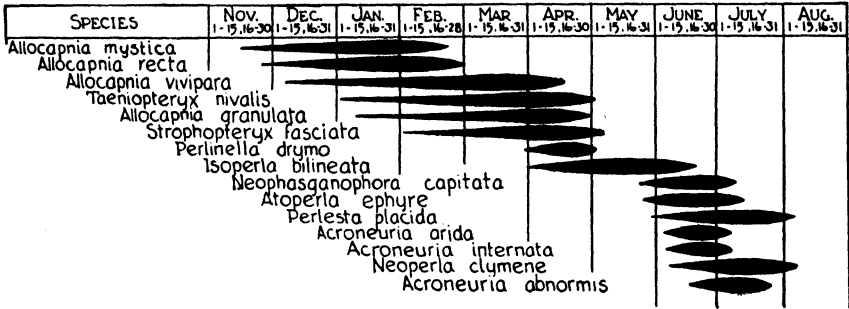 SPECIES NOV. DEC. JAN. FEB. MAR APR. MAY JUNE JULY AUG.
1-15,16-30 1-15,16-31 1-15,16-31 1-15,16-28 1-15,16-31 1-15,16-30 1-15,16-31 1-15,16-30 1-15,16-31 1-15,16-31
Allocapnia mystica
Allocapnia recta
Allocapnia vivipara
Taeniopteryx nivalis
Allocapnia granulata
Strophopteryx fasciata
Perlinella drymo
Isoperla bilineata
Neophasganophora capitata
Atoperla ephyre
Perlesta placida
Acroneuria arida
Acroneuria internata
Neoperla clymene
Acroneuria abnormis